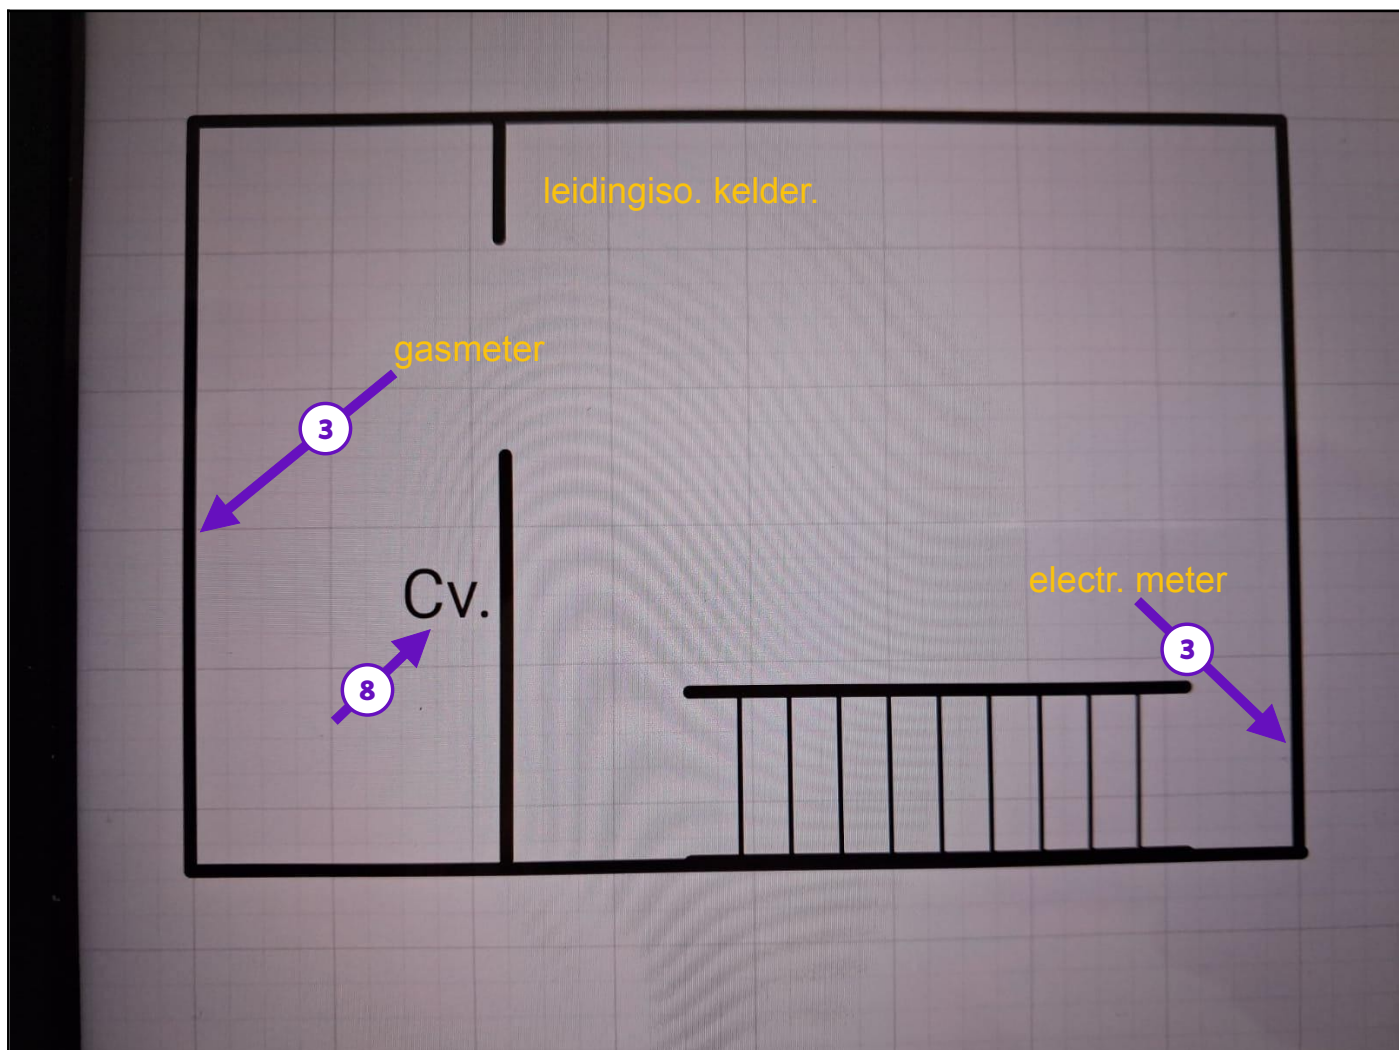 leidingiso. kelder.
gasmeter
3
Cv.
electr. meter
3
8